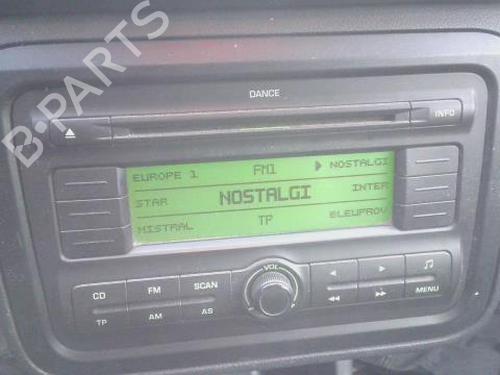 B-PARTS
DANCE
INFO
EUROPE 1 FM1 NOSTALGI
STAR NOSTALGI INTER
MISTRAL TP BLEUPROV
CD FM SCAN VOL
TP AM AS MENU